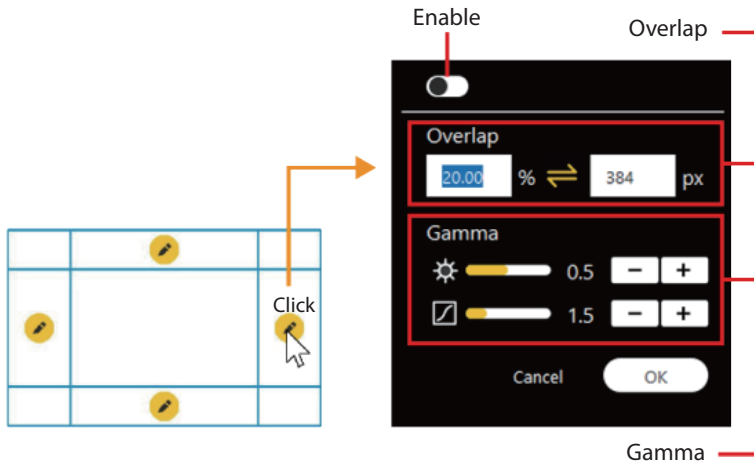 Enable
Overlap
Overlap
20.00 % 384 px
Gamma
0.5 − +
Click
1.5 − +
Cancel OK
Gamma